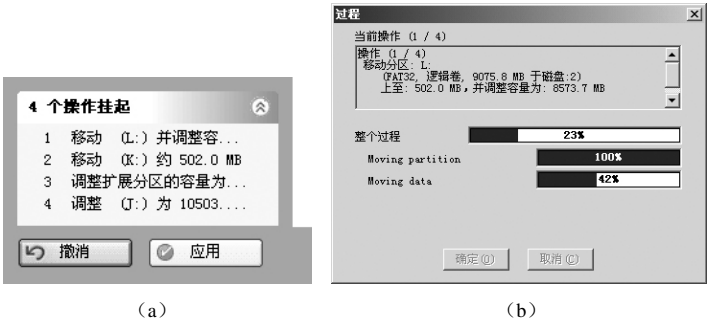 4 个操作挂起
1 移动 (L:) 并调整容...
2 移动 (K:) 约 502.0 MB
3 调整扩展分区的容量为...
4 调整 (J:) 为 10503....
撤消
应用
(a)
过程
当前操作 (1 / 4)
操作 (1 / 4)
移动分区: L:
(FAT32, 逻辑卷, 9075.8 MB 于磁盘:2)
上至: 502.0 MB,并调整容量为: 8573.7 MB
整个过程 23%
Moving partition 100%
Moving data 42%
确定(O)
取消(C)
(b)